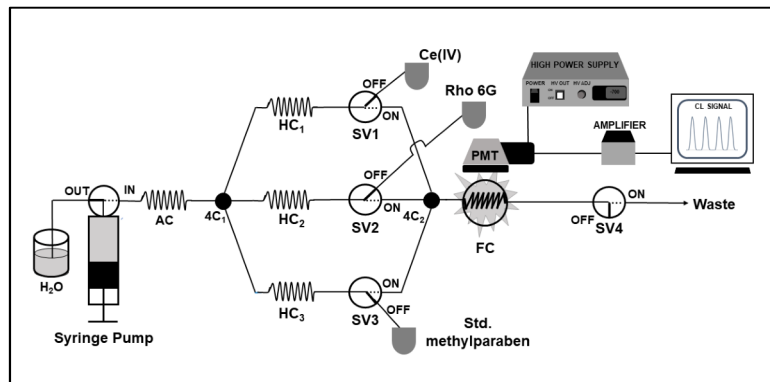 Ce(IV)
HIGH POWER SUPPLY
POWER HV OUT HV ADJ
CL SIGNAL
OFF
Rho 6G
AMPLIFIER
HC1
SV1
ON
OFF
PMT
OUT
IN
AC
4C1
HC2
SV2
ON
4C2
FC
OFF
ON
SV4
Waste
H2O
HC3
SV3
ON
OFF
Syringe Pump
Std.
methylparaben